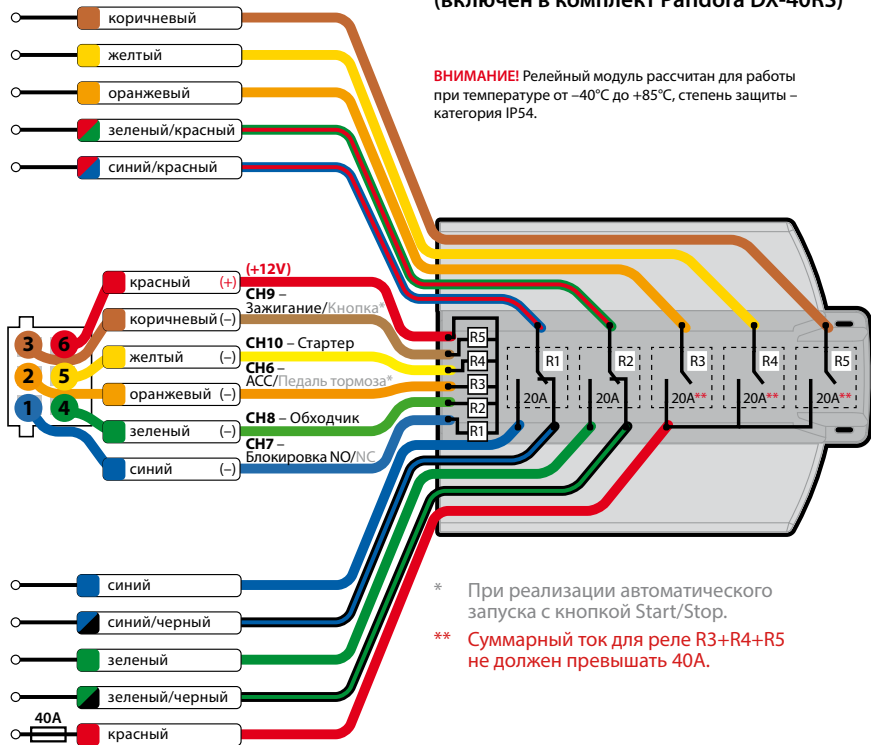 (включен в комплект Pandora DX-40RS)
коричневый
желтый
оранжевый
зеленый/красный
синий/красный
ВНИМАНИЕ! Релейный модуль рассчитан для работы
при температуре от –40°С до +85°С, степень защиты –
категория IP54.
красный (+)
(+12V)
коричневый (–)
CH9 –
Зажигание/Кнопка*
желтый (–)
CH10 – Стартер
оранжевый (–)
CH6 –
ACC/Педаль тормоза*
зеленый (–)
CH8 – Обходчик
синий (–)
CH7 –
Блокировка NO/NC
3 6
2 5
1 4
R5
R4
R3
R2
R1
R1 R2 R3 R4 R5
20A 20A 20A** 20A** 20A**
синий
синий/черный
зеленый
зеленый/черный
40A
красный
* При реализации автоматического
запуска с кнопкой Start/Stop.
** Суммарный ток для реле R3+R4+R5
не должен превышать 40А.